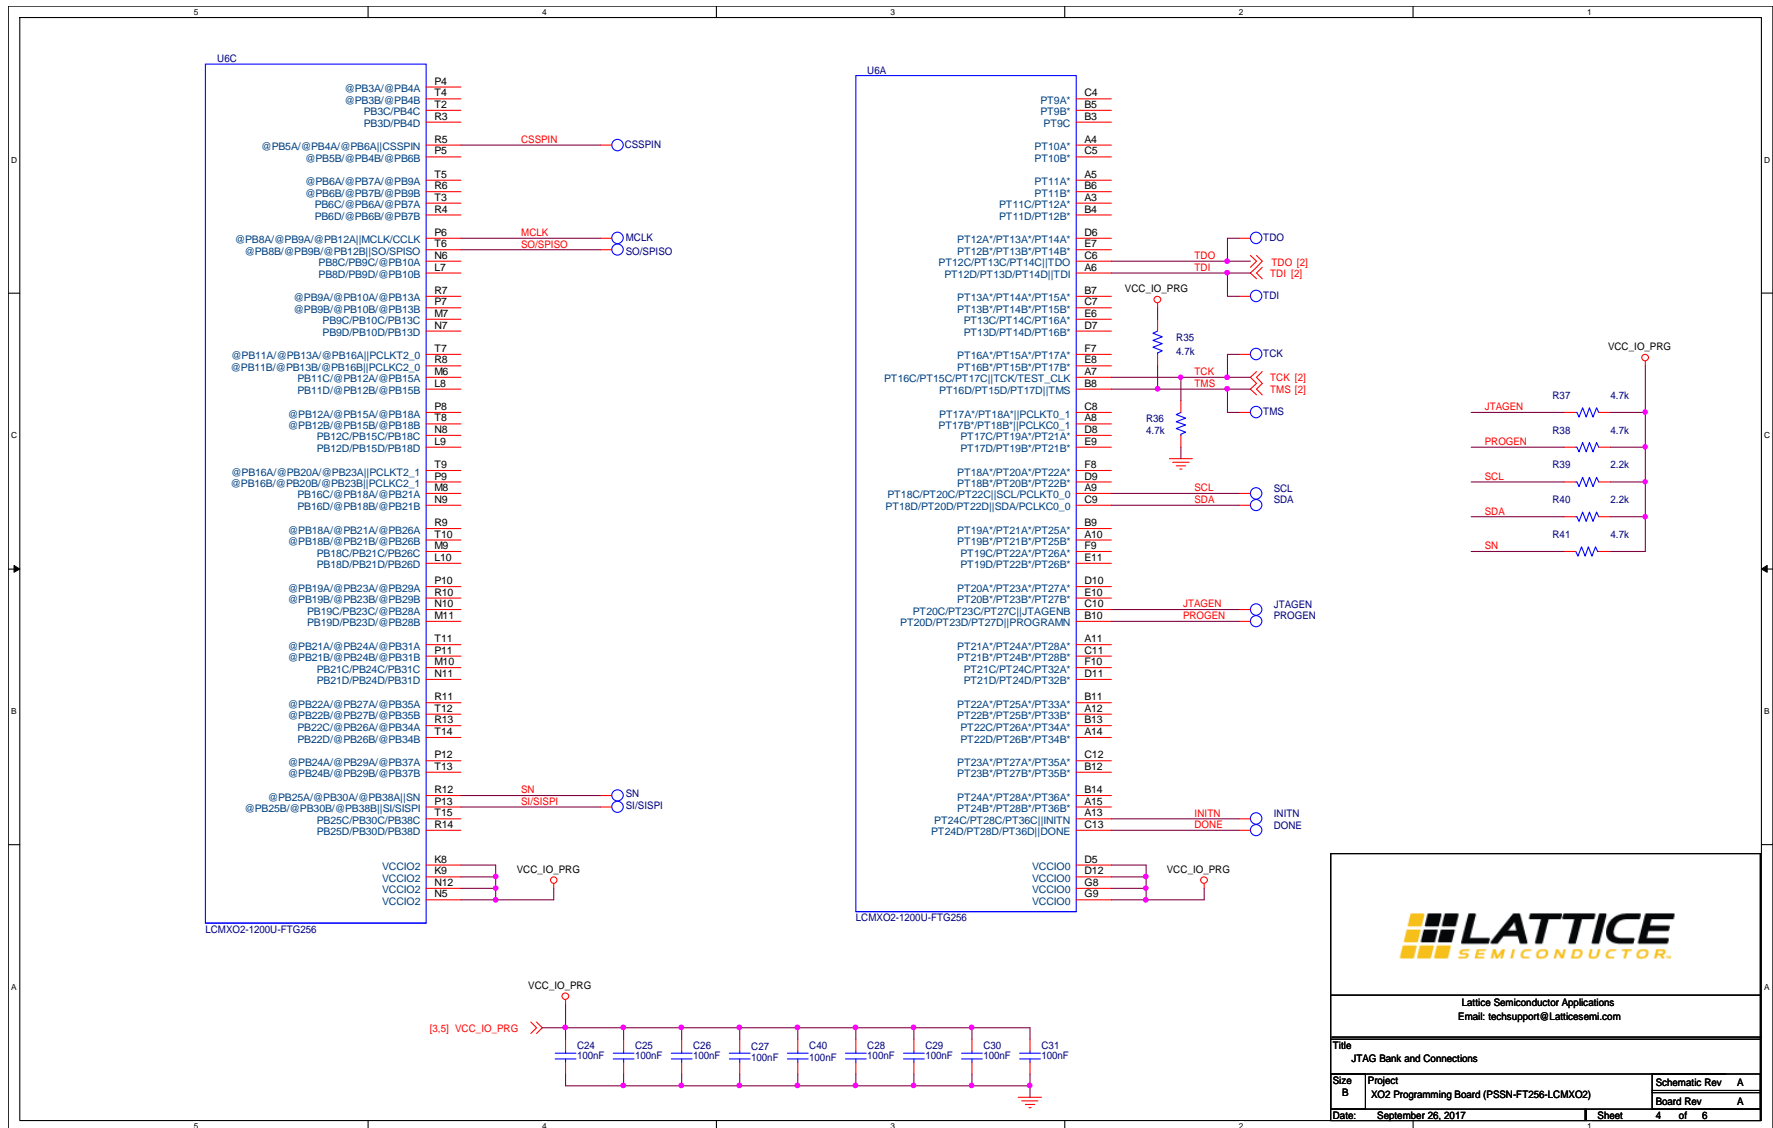 5 4 3 2 1
D
C
B
A
U6C
@PB3A/@PB4A P4
@PB3B/@PB4B T4
PB3C/PB4C T2
PB3D/PB4D R3
@PB5A/@PB4A/@PB6A||CSSPIN R5 CSSPIN CSSPIN
@PB5B/@PB4B/@PB6B P5
@PB6A/@PB7A/@PB9A T5
@PB6B/@PB7B/@PB9B R6
PB6C/@PB6A/@PB7A T3
PB6D/@PB6B/@PB7B R4
@PB8A/@PB9A/@PB12A||MCLK/CCLK P6 MCLK MCLK
@PB8B/@PB9B/@PB12B||SO/SPISO T6 SO/SPISO SO/SPISO
PB8C/PB9C/@PB10A N6
PB8D/PB9D/@PB10B L7
@PB9A/@PB10A/@PB13A R7
@PB9B/@PB10B/@PB13B P7
PB9C/PB10C/PB13C M7
PB9D/PB10D/PB13D N7
@PB11A/@PB13A/@PB16A||PCLKT2_0 T7
@PB11B/@PB13B/@PB16B||PCLKC2_0 R8
PB11C/@PB12A/@PB15A M6
PB11D/@PB12B/@PB15B L8
@PB12A/@PB15A/@PB18A P8
@PB12B/@PB15B/@PB18B T8
PB12C/PB15C/PB18C N8
PB12D/PB15D/PB18D L9
@PB16A/@PB20A/@PB23A||PCLKT2_1 T9
@PB16B/@PB20B/@PB23B||PCLKC2_1 P9
PB16C/@PB18A/@PB21A M8
PB16D/@PB18B/@PB21B N9
@PB18A/@PB21A/@PB26A R9
@PB18B/@PB21B/@PB26B T10
PB18C/PB21C/PB26C M9
PB18D/PB21D/PB26D L10
@PB19A/@PB23A/@PB29A P10
@PB19B/@PB23B/@PB29B R10
PB19C/PB23C/@PB28A N10
PB19D/PB23D/@PB28B M11
@PB21A/@PB24A/@PB31A T11
@PB21B/@PB24B/@PB31B P11
PB21C/PB24C/PB31C M10
PB21D/PB24D/PB31D N11
@PB22A/@PB27A/@PB35A R11
@PB22B/@PB27B/@PB35B T12
PB22C/@PB26A/@PB34A R13
PB22D/@PB26B/@PB34B T14
@PB24A/@PB29A/@PB37A P12
@PB24B/@PB29B/@PB37B T13
@PB25A/@PB30A/@PB38A||SN R12 SN SN
@PB25B/@PB30B/@PB38B||SI/SISPI P13 SI/SISPI SI/SISPI
PB25C/PB30C/PB38C T15
PB25D/PB30D/PB38D R14
VCCIO2 K8
VCCIO2 K9 VCC_IO_PRG
VCCIO2 N12
VCCIO2 N5
LCMXO2-1200U-FTG256
U6A
PT9A* C4
PT9B* B5
PT9C B3
PT10A* A4
PT10B* C5
PT11A* A5
PT11B* B6
PT11C/PT12A* A3
PT11D/PT12B* B4
PT12A*/PT13A*/PT14A* D6 TDO
PT12B*/PT13B*/PT14B* E7
PT12C/PT13C/PT14C||TDO C6 TDO TDO [2]
PT12D/PT13D/PT14D||TDI A6 TDI TDI [2]
PT13A*/PT14A*/PT15A* B7 VCC_IO_PRG TDI
PT13B*/PT14B*/PT15B* C7
PT13C/PT14C/PT16A* E6
PT13D/PT14D/PT16B* D7
R35
4.7k
PT16A*/PT15A*/PT17A* F7 TCK
PT16B*/PT15B*/PT17B* E8
PT16C/PT15C/PT17C||TCK/TEST_CLK A7 TCK TCK [2]
PT16D/PT15D/PT17D||TMS B8 TMS TMS [2]
PT17A*/PT18A*||PCLKT0_1 C8 TMS
PT17B*/PT18B*||PCLKC0_1 A8
PT17C/PT19A*/PT21A* D8
PT17D/PT19B*/PT21B* E9
R36
4.7k
PT18A*/PT20A*/PT22A* F8
PT18B*/PT20B*/PT22B* D9
PT18C/PT20C/PT22C||SCL/PCLKT0_0 A9 SCL SCL
PT18D/PT20D/PT22D||SDA/PCLKC0_0 C9 SDA SDA
PT19A*/PT21A*/PT25A* B9
PT19B*/PT21B*/PT25B* A10
PT19C/PT22A*/PT26A* F9
PT19D/PT22B*/PT26B* E11
PT20A*/PT23A*/PT27A* D10
PT20B*/PT23B*/PT27B* E10
PT20C/PT23C/PT27C||JTAGENB C10 JTAGEN JTAGEN
PT20D/PT23D/PT27D||PROGRAMN B10 PROGEN PROGEN
PT21A*/PT24A*/PT28A* A11
PT21B*/PT24B*/PT28B* C11
PT21C/PT24C/PT32A* F10
PT21D/PT24D/PT32B* D11
PT22A*/PT25A*/PT33A* B11
PT22B*/PT25B*/PT33B* A12
PT22C/PT26A*/PT34A* B13
PT22D/PT26B*/PT34B* A14
PT23A*/PT27A*/PT35A* C12
PT23B*/PT27B*/PT35B* B12
PT24A*/PT28A*/PT36A* B14
PT24B*/PT28B*/PT36B* A15
PT24C/PT28C/PT36C||INITN A13 INITN INITN
PT24D/PT28D/PT36D||DONE C13 DONE DONE
VCCIO0 D5
VCCIO0 D12 VCC_IO_PRG
VCCIO0 G8
VCCIO0 G9
LCMXO2-1200U-FTG256
VCC_IO_PRG
JTAGEN R37 4.7k
PROGEN R38 4.7k
SCL R39 2.2k
SDA R40 2.2k
SN R41 4.7k
VCC_IO_PRG
[3,5] VCC_IO_PRG
C24 C25 C26 C27 C40 C28 C29 C30 C31
100nF 100nF 100nF 100nF 100nF 100nF 100nF 100nF 100nF
LATTICE
SEMICONDUCTOR.
Lattice Semiconductor Applications
Email: techsupport@Latticesemi.com
Title
JTAG Bank and Connections
Size Project Schematic Rev A
B XO2 Programming Board (PSSN-FT256-LCMXO2) Board Rev A
Date: September 26, 2017 Sheet 4 of 6
D
C
B
A
5 4 3 2 1